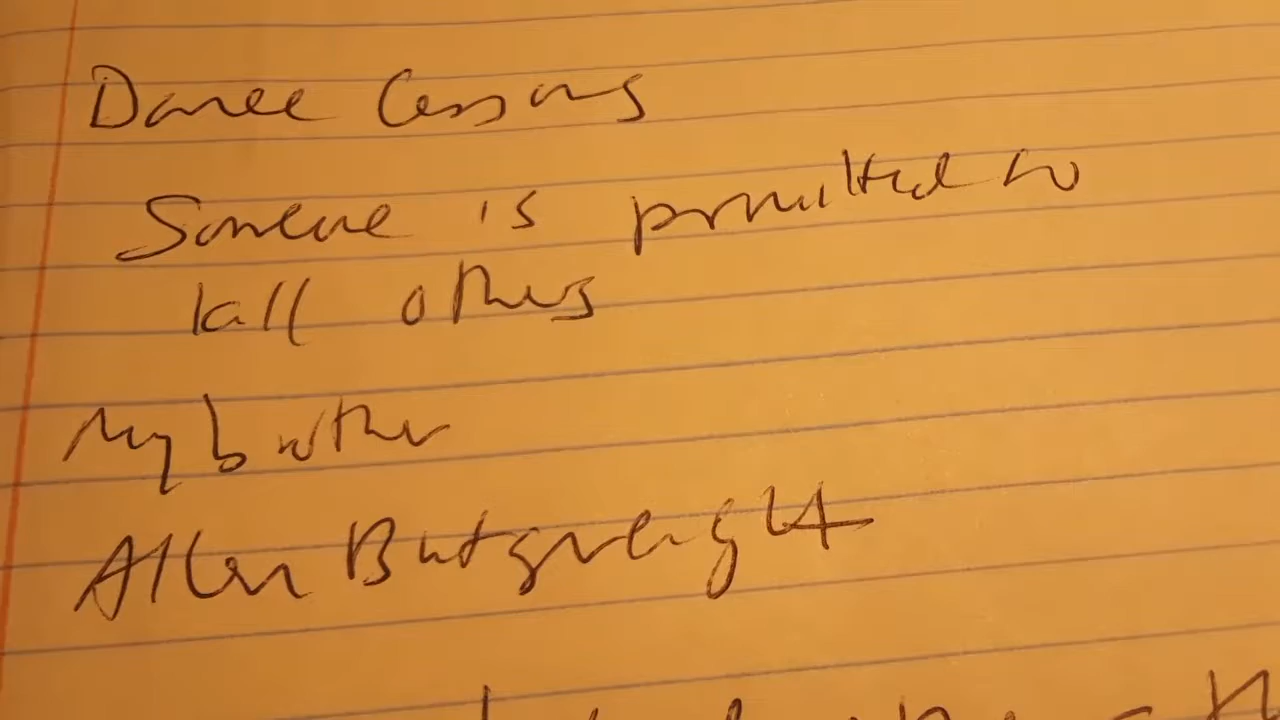 Dance Lessons
Someone is permitted to
kill others
My brother
Allen